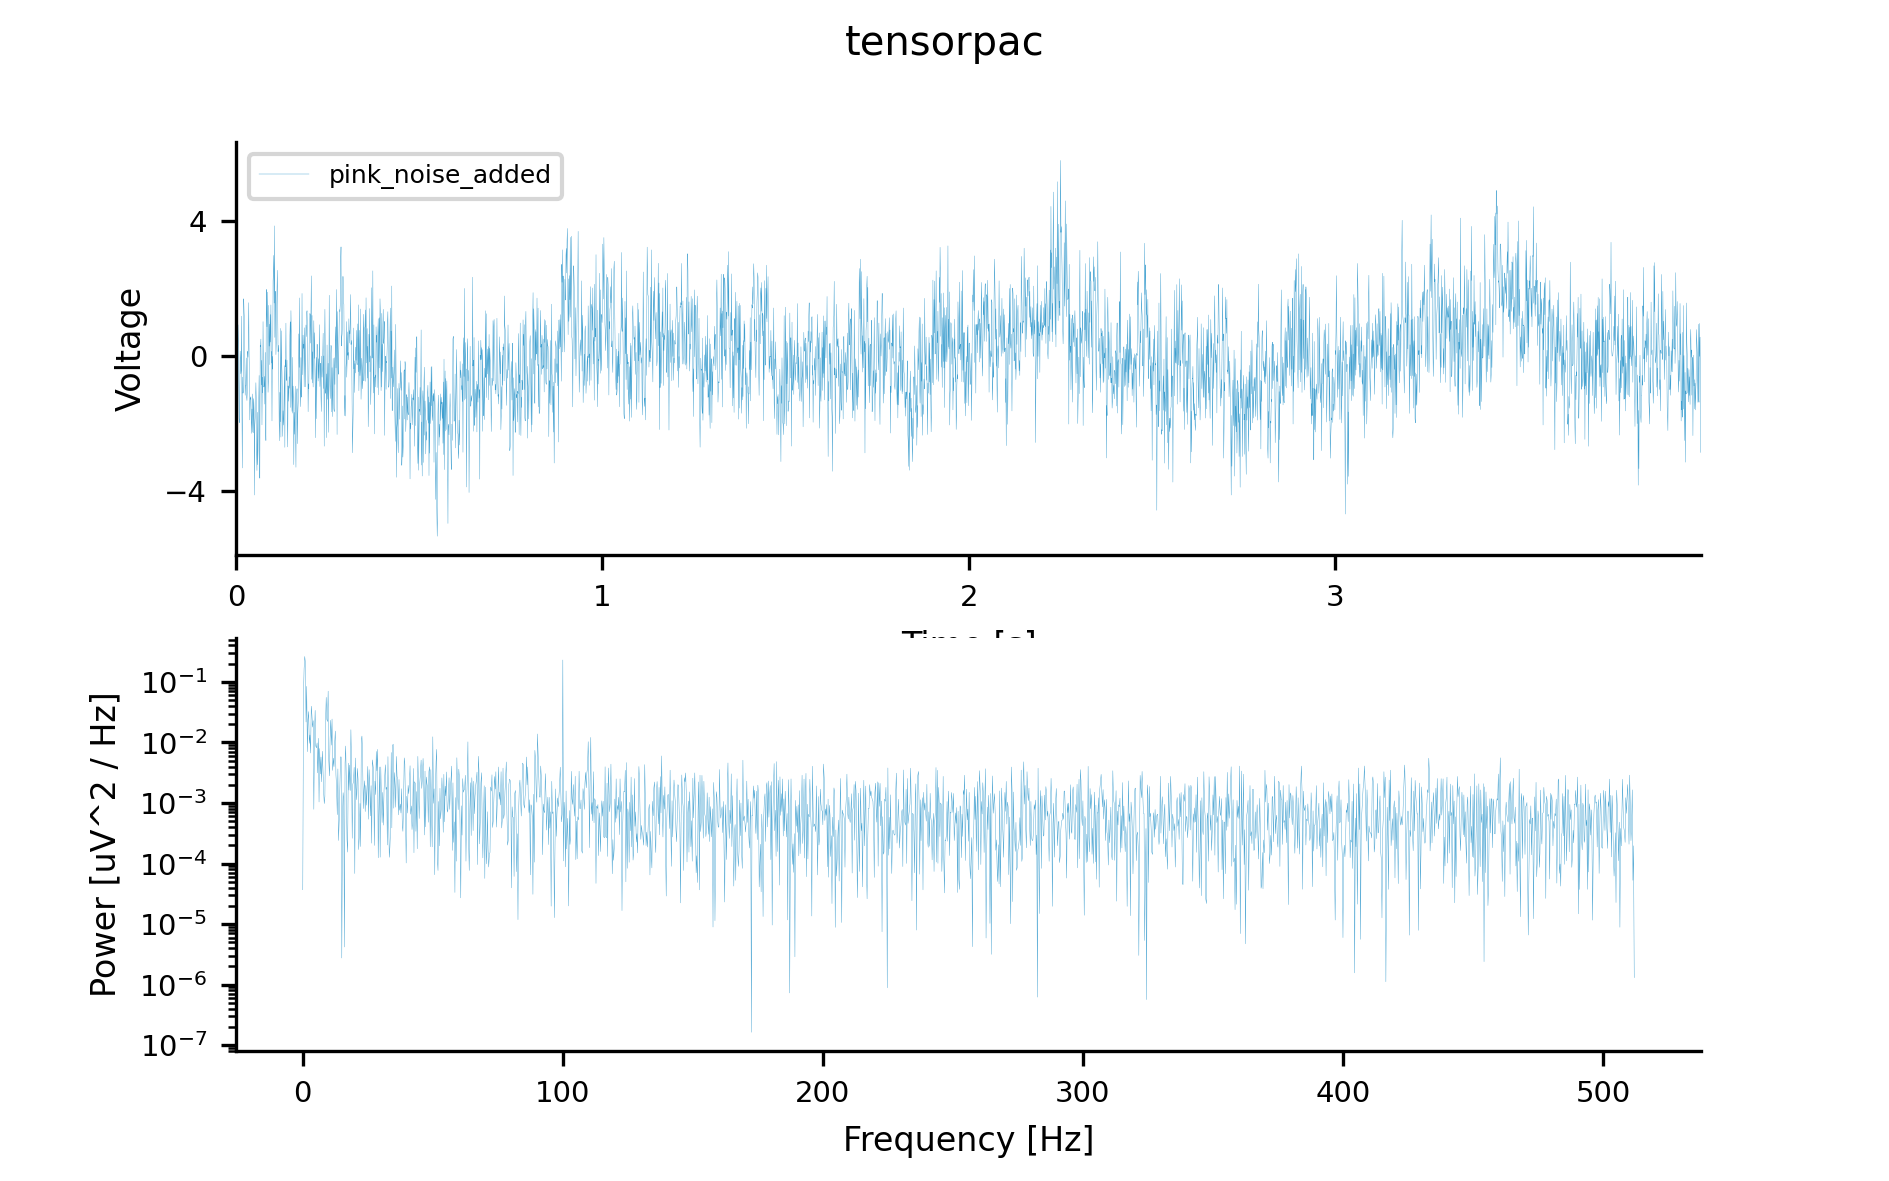 tensorpac
pink_noise_added
Voltage
4
0
−4
0 1 2 3
Time [s]
Power [uV^2 / Hz]
10⁻¹
10⁻²
10⁻³
10⁻⁴
10⁻⁵
10⁻⁶
10⁻⁷
0 100 200 300 400 500
Frequency [Hz]